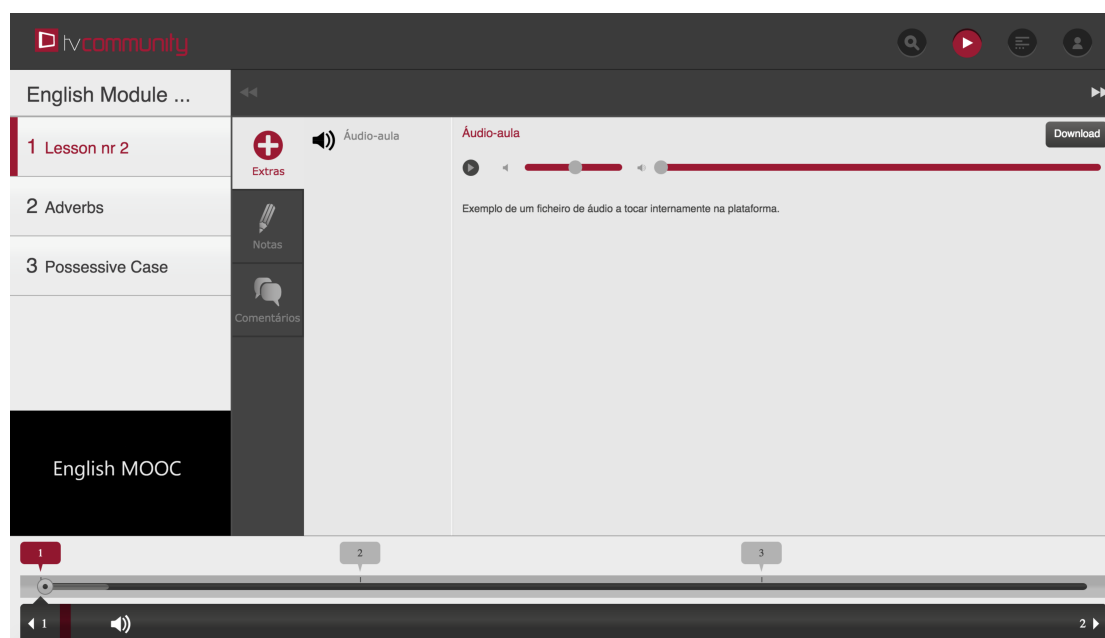 tvcommunity
English Module ...
1 Lesson nr 2
2 Adverbs
3 Possessive Case
English MOOC
Extras
Notas
Comentários
Áudio-aula
Áudio-aula
Download
Exemplo de um ficheiro de áudio a tocar internamente na plataforma.
1
2
3
1
2